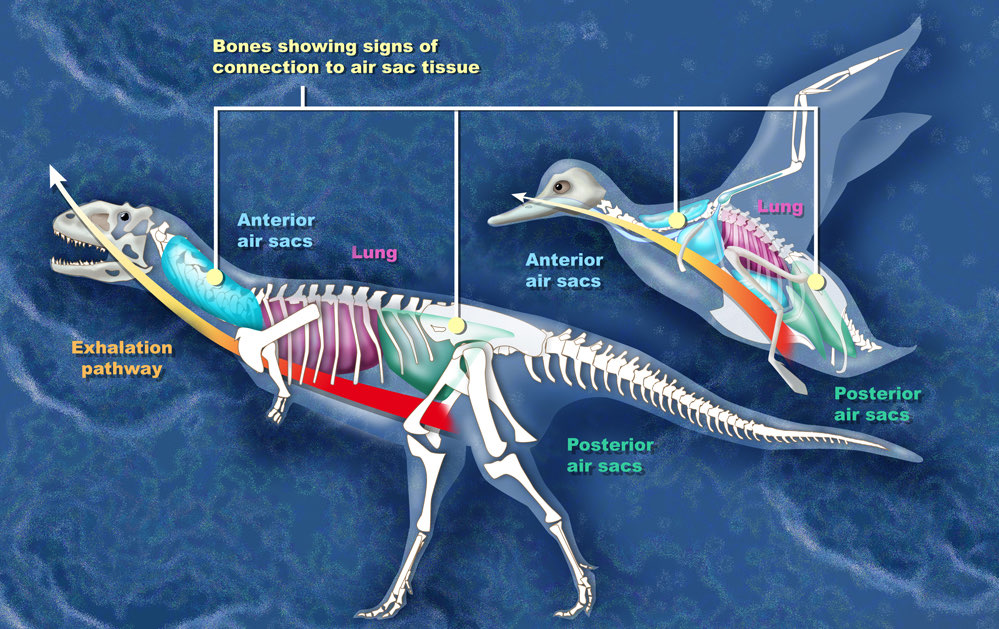 Bones showing signs of
connection to air sac tissue
Anterior
air sacs
Lung
Exhalation
pathway
Posterior
air sacs
Anterior
air sacs
Lung
Posterior
air sacs